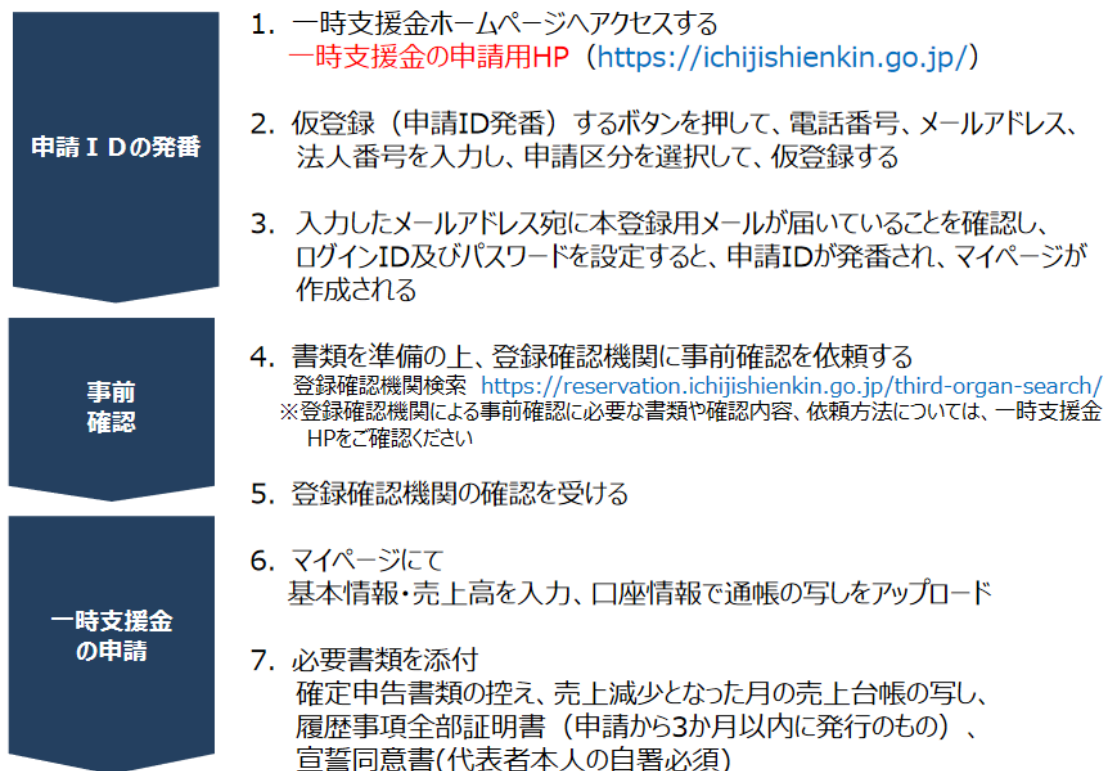 申請IDの発番
1. 一時支援金ホームページへアクセスする
一時支援金の申請用HP（https://ichijishienkin.go.jp/）
2. 仮登録（申請ID発番）するボタンを押して、電話番号、メールアドレス、
法人番号を入力し、申請区分を選択して、仮登録する
3. 入力したメールアドレス宛に本登録用メールが届いていることを確認し、
ログインID及びパスワードを設定すると、申請IDが発番され、マイページが
作成される
事前
確認
4. 書類を準備の上、登録確認機関に事前確認を依頼する
登録確認機関検索 https://reservation.ichijishienkin.go.jp/third-organ-search/
※登録確認機関による事前確認に必要な書類や確認内容、依頼方法については、一時支援金
HPをご確認ください
5. 登録確認機関の確認を受ける
一時支援金
の申請
6. マイページにて
基本情報・売上高を入力、口座情報で通帳の写しをアップロード
7. 必要書類を添付
確定申告書類の控え、売上減少となった月の売上台帳の写し、
履歴事項全部証明書（申請から3か月以内に発行のもの）、
宣誓同意書(代表者本人の自署必須)